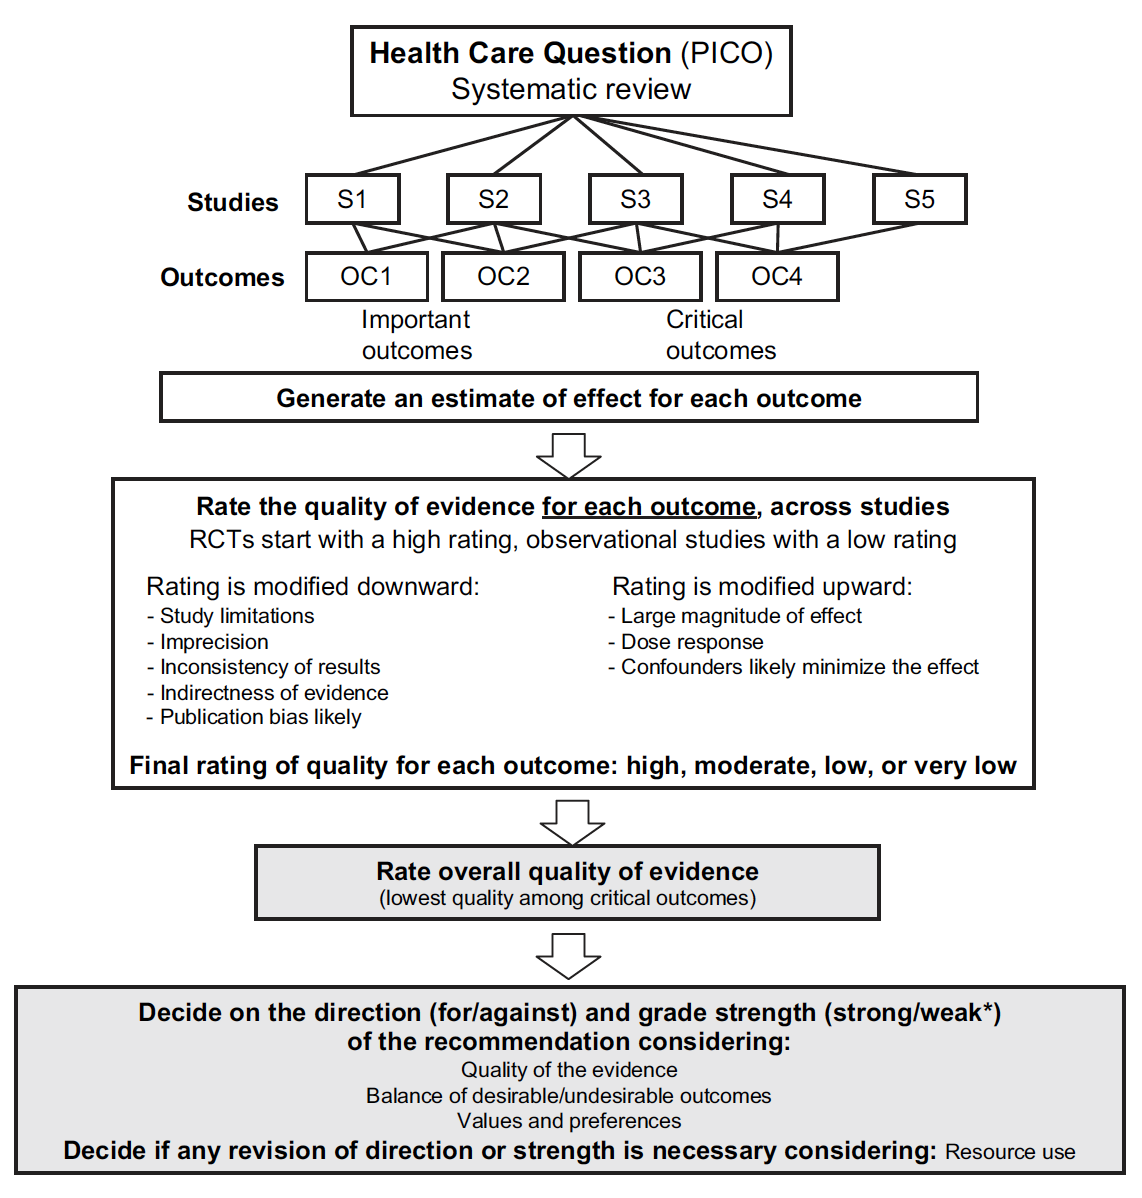 Health Care Question (PICO)
Systematic review
Studies
S1
S2
S3
S4
S5
Outcomes
OC1
OC2
OC3
OC4
Important
outcomes
Critical
outcomes
Generate an estimate of effect for each outcome
Rate the quality of evidence for each outcome, across studies
RCTs start with a high rating, observational studies with a low rating
Rating is modified downward:
- Study limitations
- Imprecision
- Inconsistency of results
- Indirectness of evidence
- Publication bias likely
Rating is modified upward:
- Large magnitude of effect
- Dose response
- Confounders likely minimize the effect
Final rating of quality for each outcome: high, moderate, low, or very low
Rate overall quality of evidence
(lowest quality among critical outcomes)
Decide on the direction (for/against) and grade strength (strong/weak*)
of the recommendation considering:
Quality of the evidence
Balance of desirable/undesirable outcomes
Values and preferences
Decide if any revision of direction or strength is necessary considering: Resource use